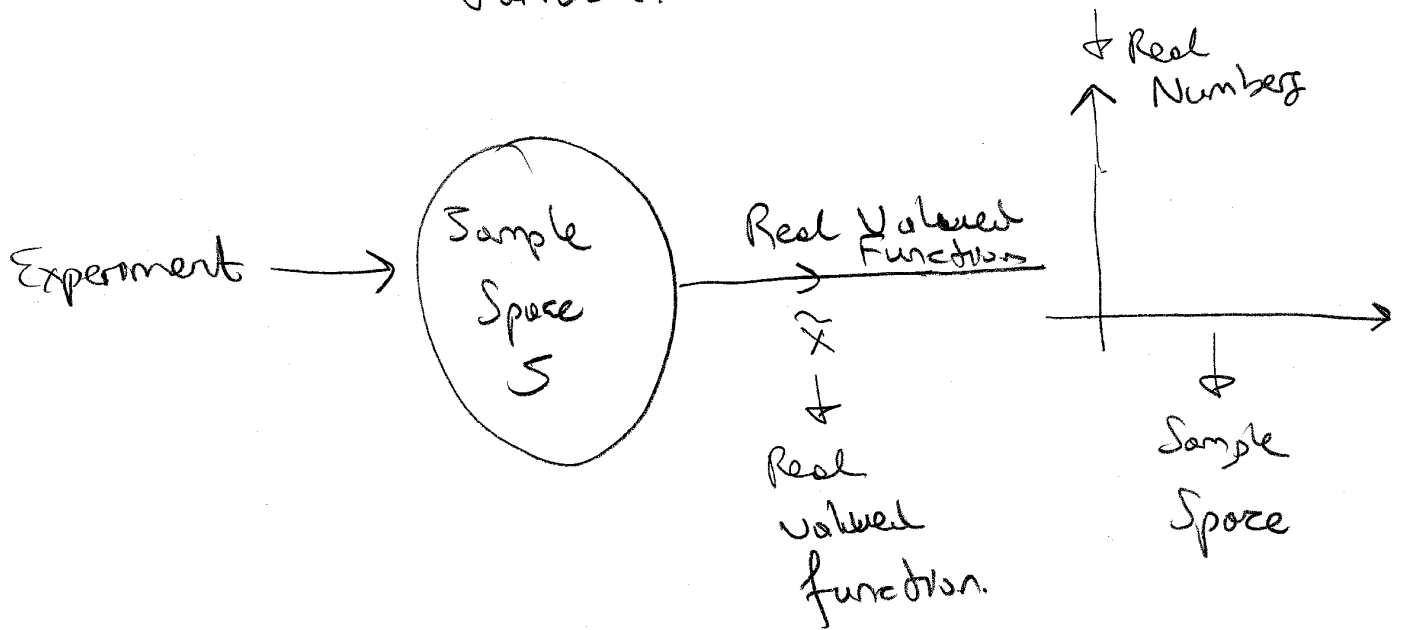 Real
Numbers
Experiment
Sample
Space
S
Real Valued
Function
x̃
Real
valued
function.
Sample
Space